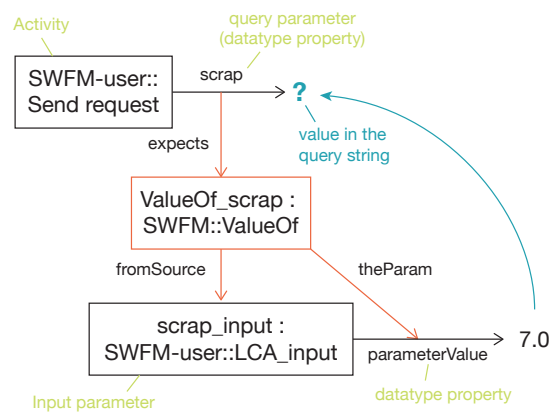 Activity
query parameter
(datatype property)
SWFM-user::
Send request
scrap
?
value in the
query string
expects
ValueOf_scrap :
SWFM::ValueOf
fromSource
theParam
scrap_input :
SWFM-user::LCA_input
parameterValue
7.0
Input parameter
datatype property